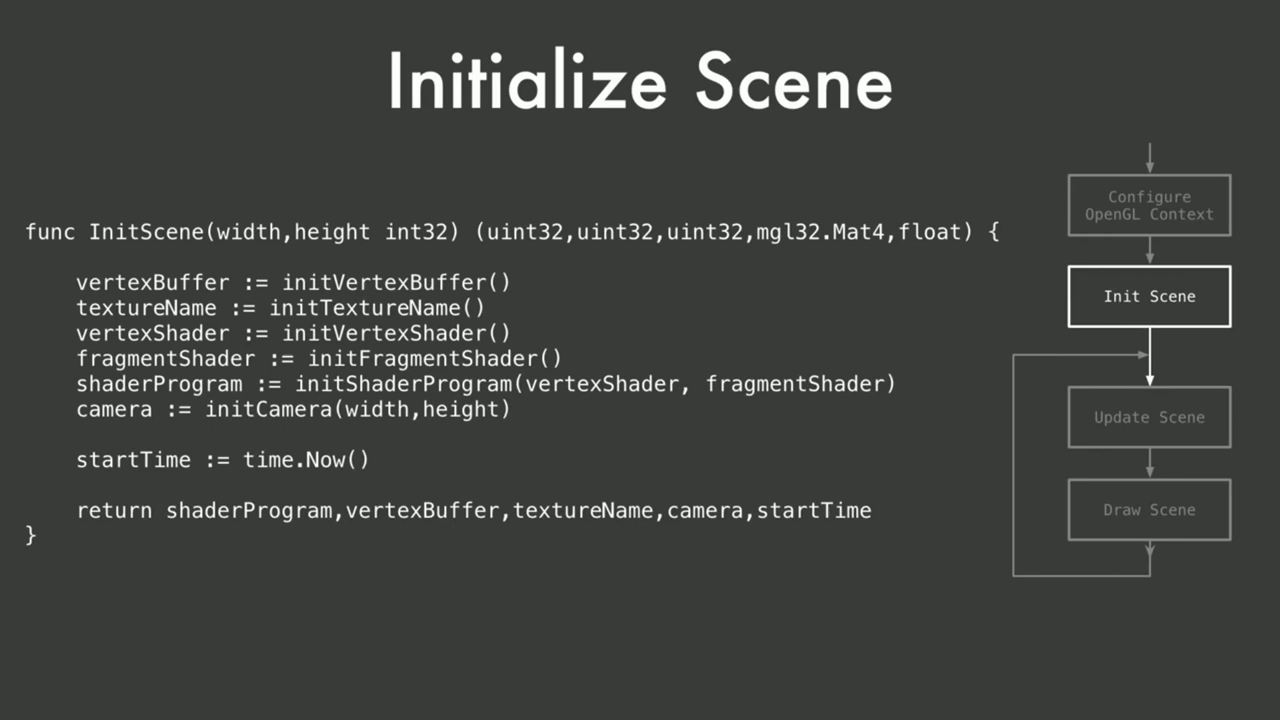 Initialize Scene
func InitScene(width,height int32) (uint32,uint32,uint32,mgl32.Mat4,float) {
vertexBuffer := initVertexBuffer()
textureName := initTextureName()
vertexShader := initVertexShader()
fragmentShader := initFragmentShader()
shaderProgram := initShaderProgram(vertexShader, fragmentShader)
camera := initCamera(width,height)
startTime := time.Now()
return shaderProgram,vertexBuffer,textureName,camera,startTime
}
Configure
OpenGL Context
Init Scene
Update Scene
Draw Scene